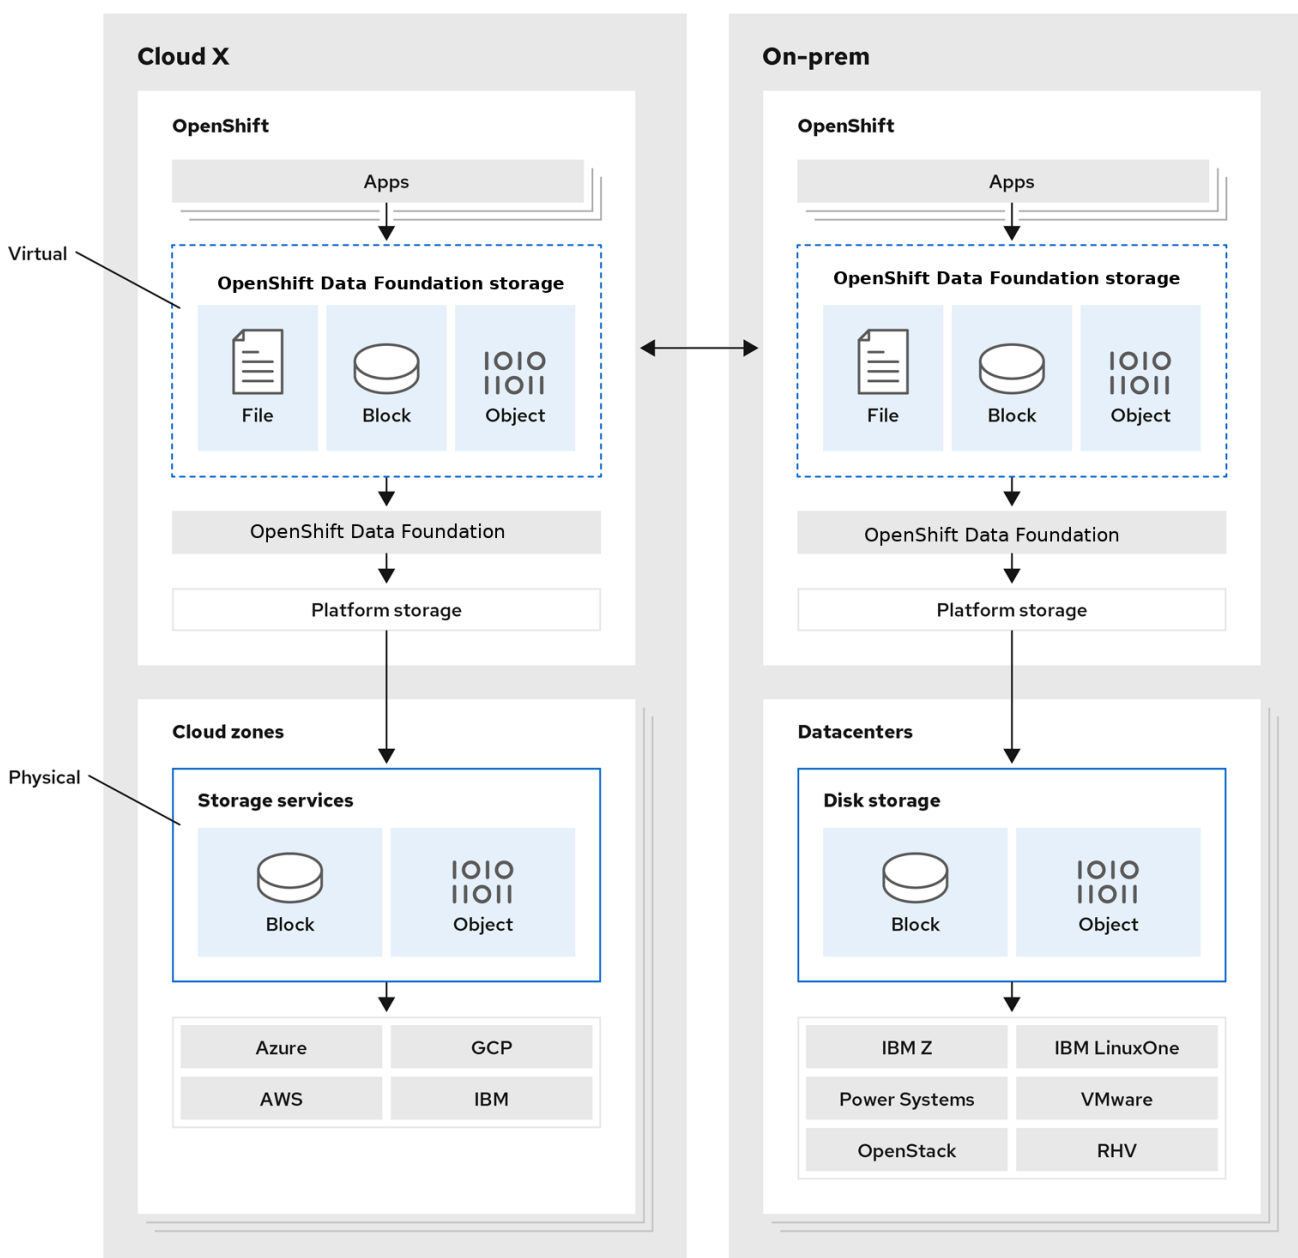 Cloud X
OpenShift
Apps
Virtual
OpenShift Data Foundation storage
File
Block
Object
OpenShift Data Foundation
Platform storage
Cloud zones
Physical
Storage services
Block
Object
Azure
GCP
AWS
IBM
On-prem
OpenShift
Apps
OpenShift Data Foundation storage
File
Block
Object
OpenShift Data Foundation
Platform storage
Datacenters
Disk storage
Block
Object
IBM Z
IBM LinuxOne
Power Systems
VMware
OpenStack
RHV